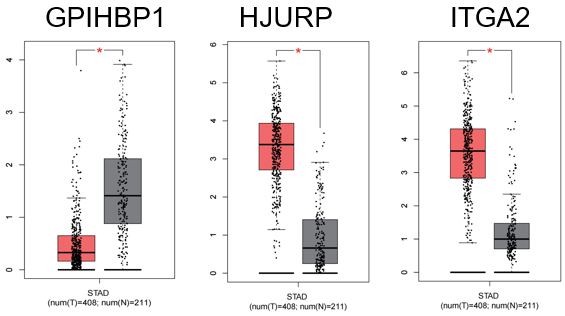 GPIHBP1 HJURP ITGA2
* * *
4
3
2
1
0
6
5
4
3
2
1
0
6
5
4
3
2
1
0
STAD
(num(T)=408; num(N)=211)
STAD
(num(T)=408; num(N)=211)
STAD
(num(T)=408; num(N)=211)